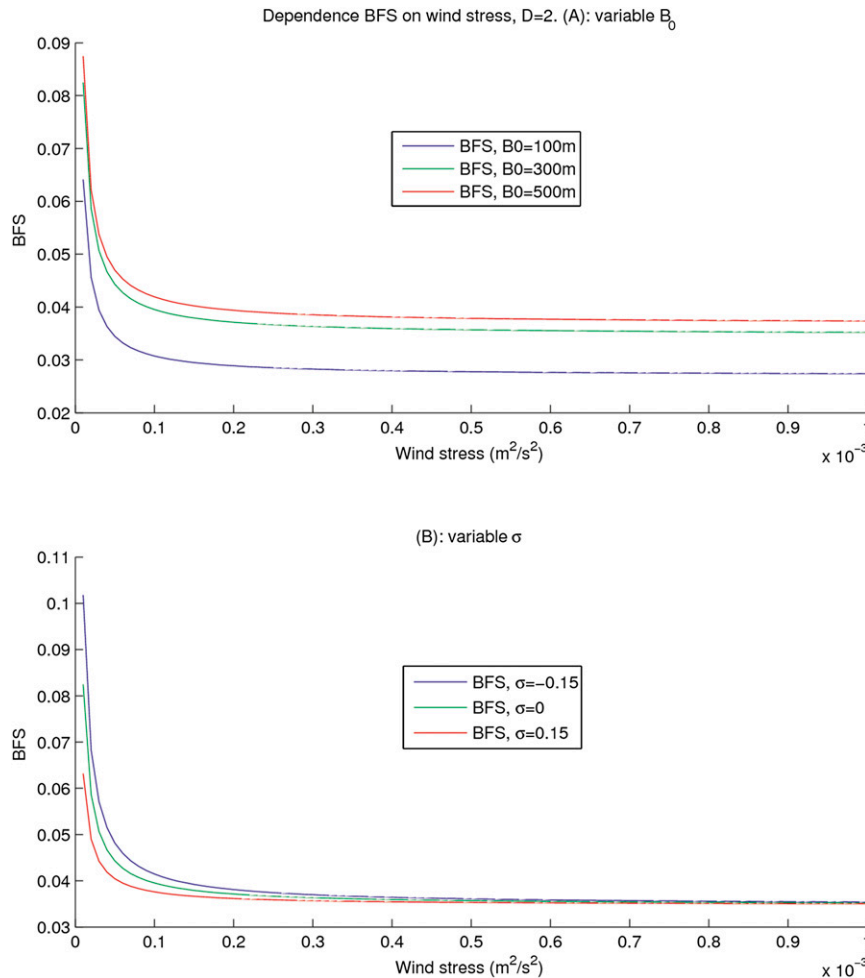 Dependence BFS on wind stress, D=2. (A): variable B0
0.09
0.08
0.07
0.06
0.05
0.04
0.03
0.02
BFS
BFS, B0=100m
BFS, B0=300m
BFS, B0=500m
0 0.1 0.2 0.3 0.4 0.5 0.6 0.7 0.8 0.9 1
Wind stress (m²/s²)
x 10⁻³
(B): variable σ
0.11
0.1
0.09
0.08
0.07
0.06
0.05
0.04
0.03
BFS
BFS, σ=−0.15
BFS, σ=0
BFS, σ=0.15
0 0.1 0.2 0.3 0.4 0.5 0.6 0.7 0.8 0.9
Wind stress (m²/s²)
x 10⁻³